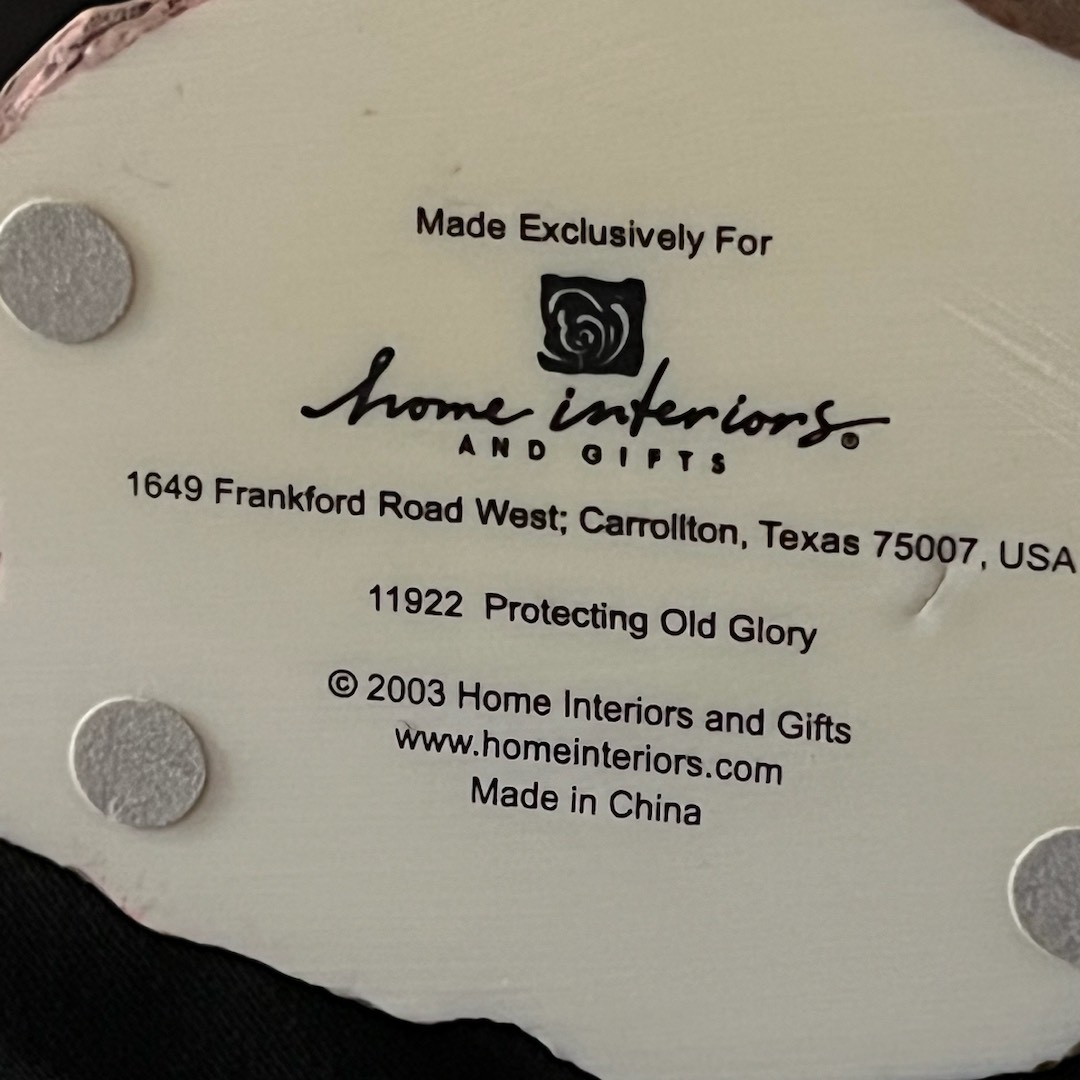 Made Exclusively For
home interiors®
AND GIFTS
1649 Frankford Road West; Carrollton, Texas 75007, USA
11922 Protecting Old Glory
© 2003 Home Interiors and Gifts
www.homeinteriors.com
Made in China